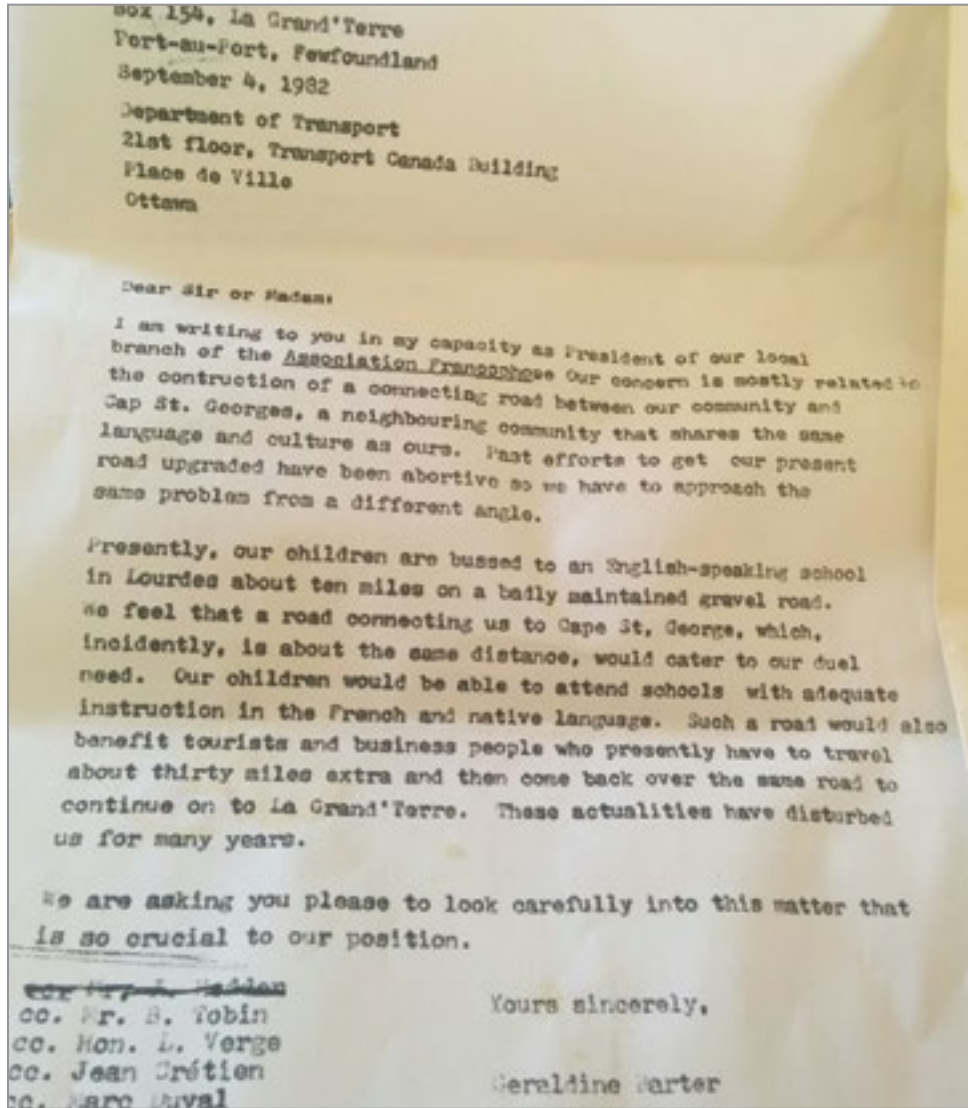 Box 154, La Grand'Terre
Port-au-Port, Newfoundland
September 4, 1982
Department of Transport
21st floor, Transport Canada Building
Place de Ville
Ottawa
Dear Sir or Madam:
I am writing to you in my capacity as President of our local
branch of the Association Francophone Our concern is mostly related to
the contruction of a connecting road between our community and
Cap St. Georges, a neighbouring community that shares the same
language and culture as ours. Past efforts to get our present
road upgraded have been abortive so we have to approach the
same problem from a different angle.
Presently, our children are bussed to an English-speaking school
in Lourdes about ten miles on a badly maintained gravel road.
We feel that a road connecting us to Cape St, George, which,
incidently, is about the same distance, would cater to our duel
need. Our children would be able to attend schools with adequate
instruction in the French and native language. Such a road would also
benefit tourists and business people who presently have to travel
about thirty miles extra and then come back over the same road to
continue on to La Grand'Terre. These actualities have disturbed
us for many years.
We are asking you please to look carefully into this matter that
is so crucial to our position.
cc. Mr. B. Tobin
Yours sincerely,
cc. Hon. L. Verge
cc. Jean Crétien
Geraldine Barter
cc. Marc Duval